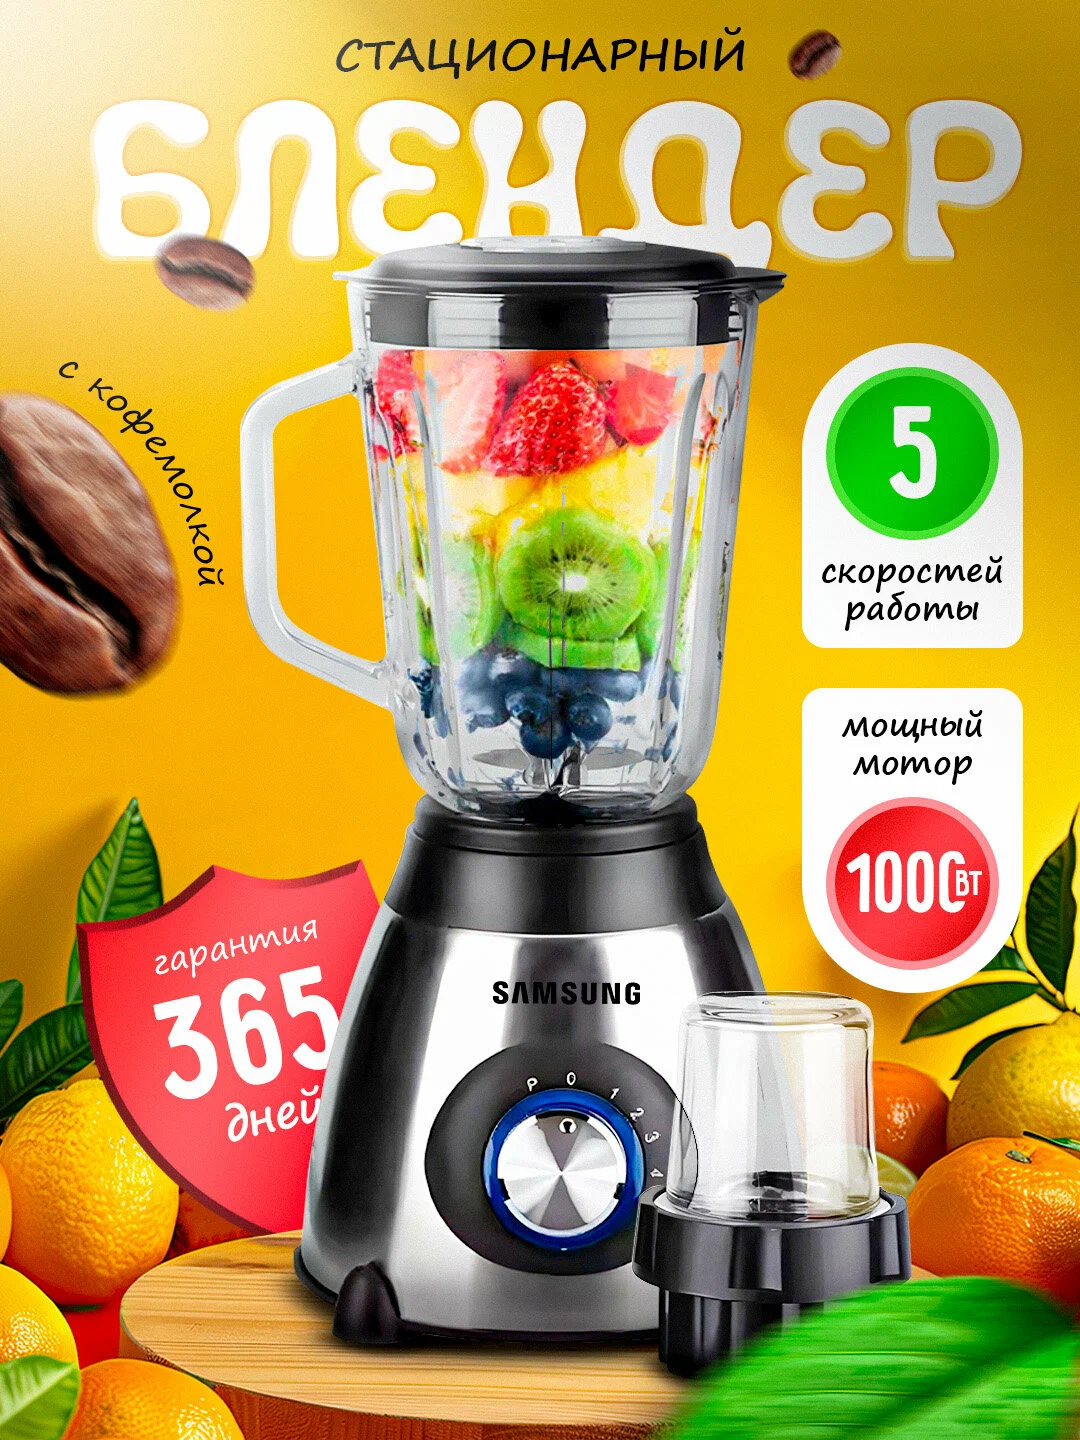 СТАЦИОНАРНЫЙ
БЛЕНДЕР
с кофемолкой
5
скоростей
работы
мощный
мотор
1000Вт
гарантия
365
дней
SAMSUNG
P 0 1 2 3 4